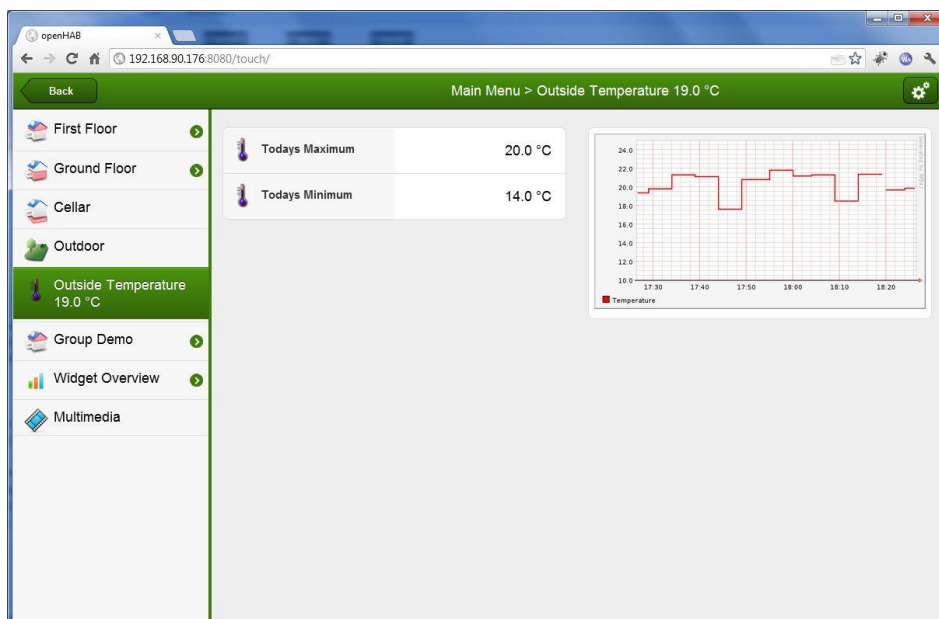 openHAB
192.168.90.176:8080/touch/
Back
Main Menu > Outside Temperature 19.0 °C
First Floor
Ground Floor
Cellar
Outdoor
Outside Temperature
19.0 °C
Group Demo
Widget Overview
Multimedia
Todays Maximum 20.0 °C
Todays Minimum 14.0 °C
24.0
22.0
20.0
18.0
16.0
14.0
12.0
10.0
17:30 17:40 17:50 18:00 18:10 18:20
Temperature